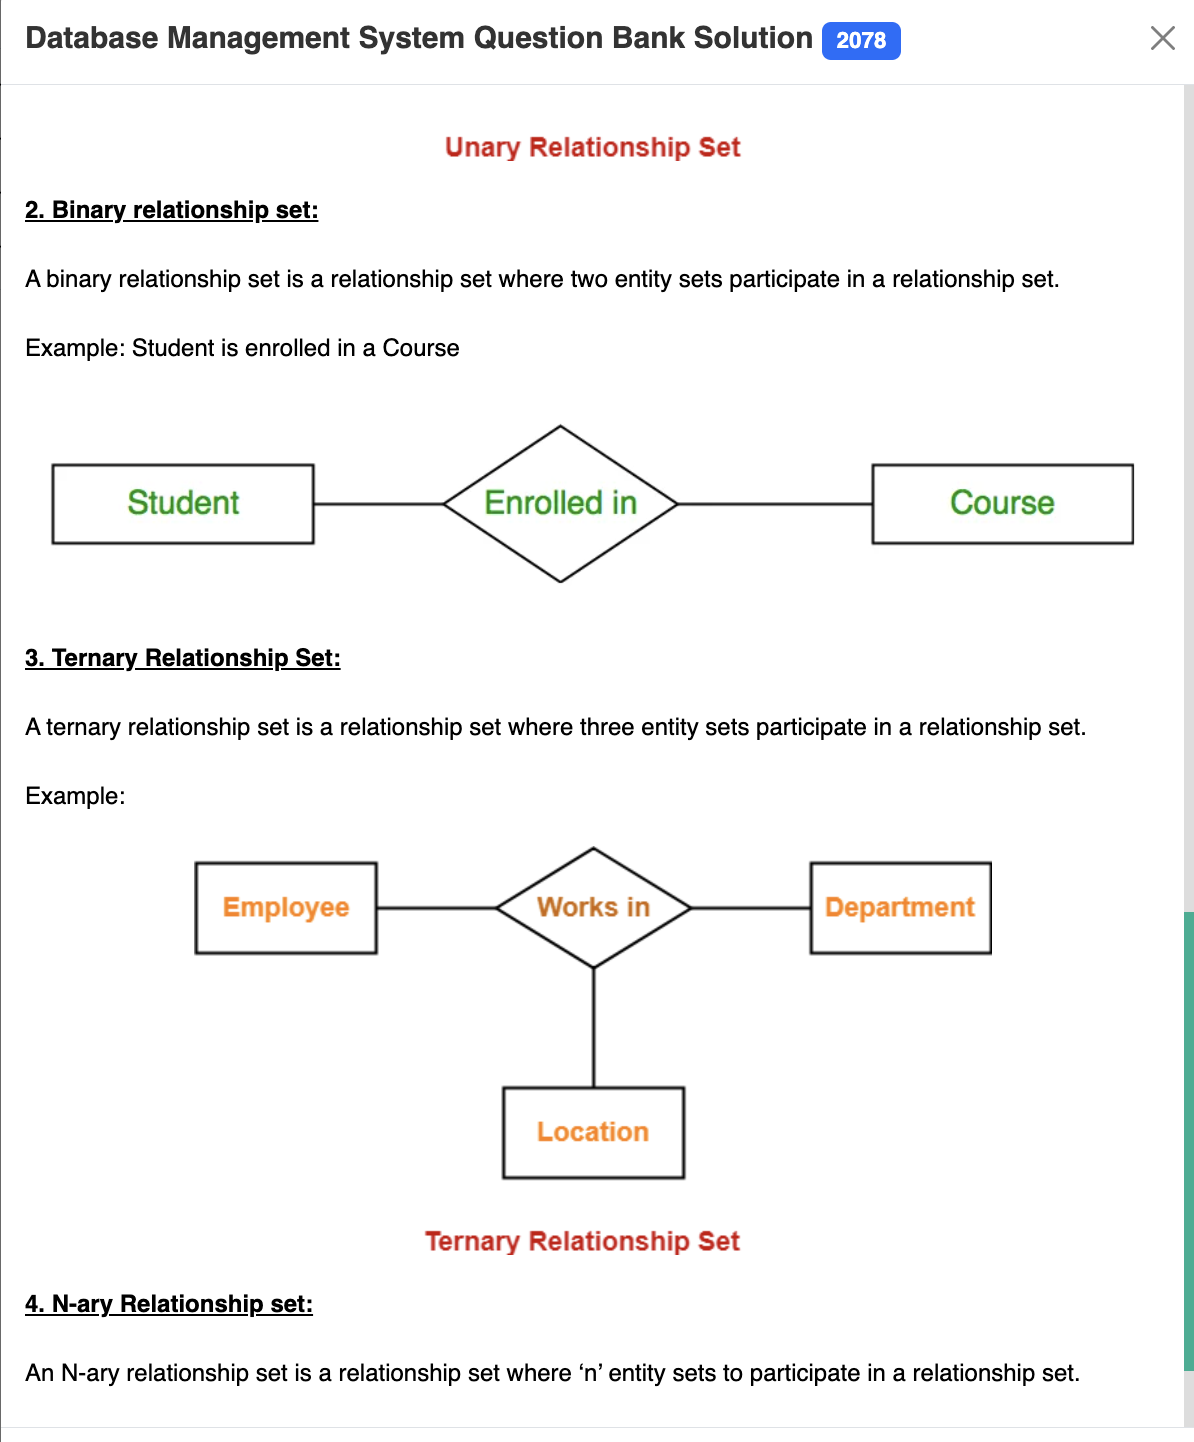 Database Management System Question Bank Solution 2078
Unary Relationship Set
2. Binary relationship set:
A binary relationship set is a relationship set where two entity sets participate in a relationship set.
Example: Student is enrolled in a Course
Student Enrolled in Course
3. Ternary Relationship Set:
A ternary relationship set is a relationship set where three entity sets participate in a relationship set.
Example:
Employee Works in Department
Location
Ternary Relationship Set
4. N-ary Relationship set:
An N-ary relationship set is a relationship set where ‘n’ entity sets to participate in a relationship set.